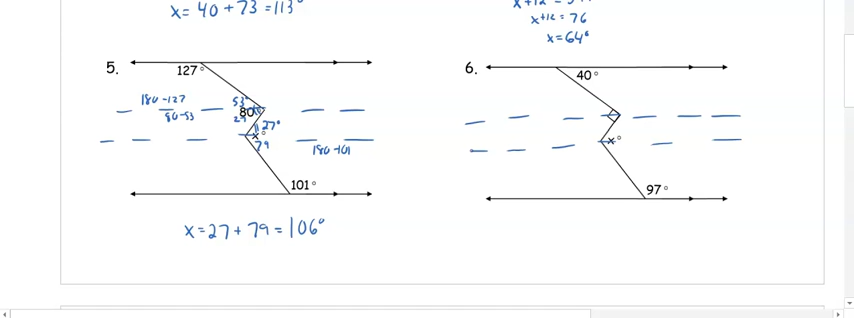 x = 40 + 73 = 113°
x + 12 = 76
x = 64°
5.
127°
180 - 127
80 - 53
53°
80°
27
27°
x°
79
180 - 101
101°
x = 27 + 79 = 106°
6.
40°
x°
97°